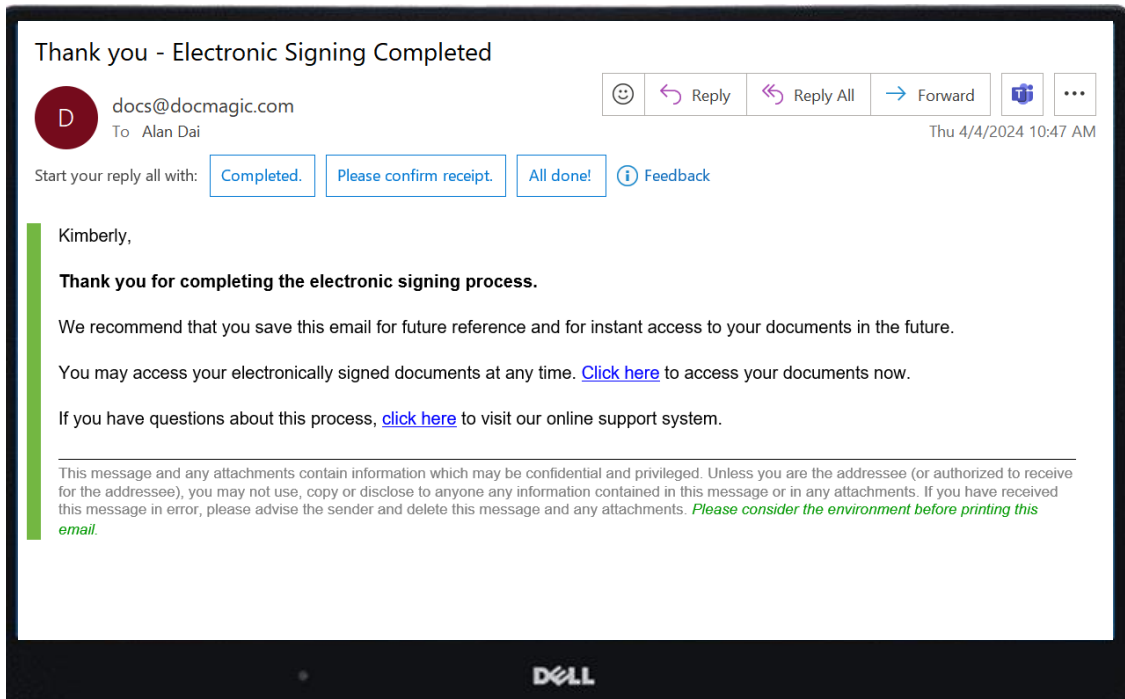 Thank you - Electronic Signing Completed
D
docs@docmagic.com
To Alan Dai
Reply
Reply All
Forward
Thu 4/4/2024 10:47 AM
Start your reply all with:
Completed.
Please confirm receipt.
All done!
Feedback
Kimberly,
Thank you for completing the electronic signing process.
We recommend that you save this email for future reference and for instant access to your documents in the future.
You may access your electronically signed documents at any time. Click here to access your documents now.
If you have questions about this process, click here to visit our online support system.
This message and any attachments contain information which may be confidential and privileged. Unless you are the addressee (or authorized to receive
for the addressee), you may not use, copy or disclose to anyone any information contained in this message or in any attachments. If you have received
this message in error, please advise the sender and delete this message and any attachments. Please consider the environment before printing this
email.
DELL